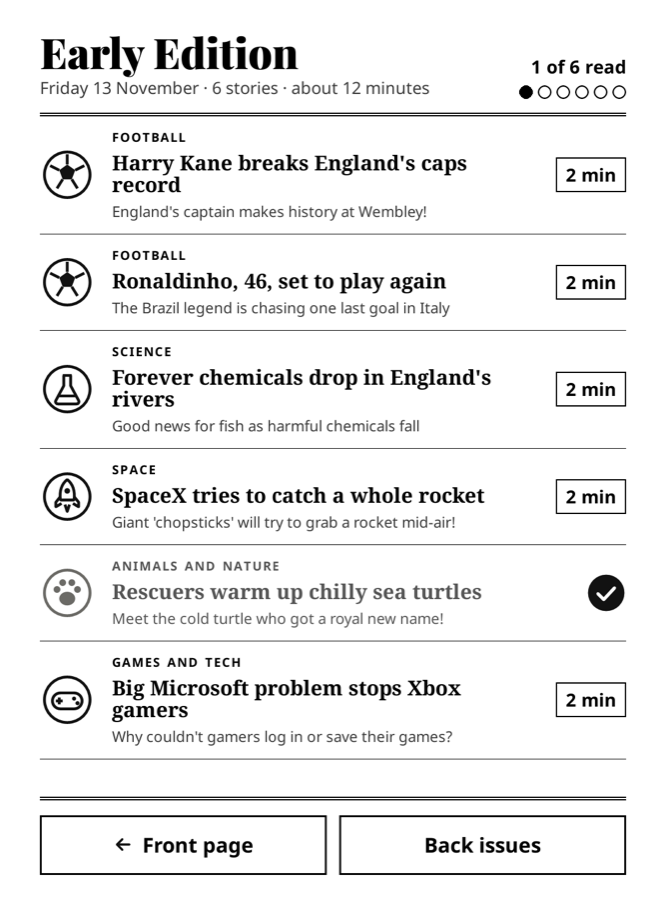 Early Edition
Friday 13 November · 6 stories · about 12 minutes
1 of 6 read
FOOTBALL
Harry Kane breaks England's caps
record
England's captain makes history at Wembley!
2 min
FOOTBALL
Ronaldinho, 46, set to play again
The Brazil legend is chasing one last goal in Italy
2 min
SCIENCE
Forever chemicals drop in England's
rivers
Good news for fish as harmful chemicals fall
2 min
SPACE
SpaceX tries to catch a whole rocket
Giant 'chopsticks' will try to grab a rocket mid-air!
2 min
ANIMALS AND NATURE
Rescuers warm up chilly sea turtles
Meet the cold turtle who got a royal new name!
GAMES AND TECH
Big Microsoft problem stops Xbox
gamers
Why couldn't gamers log in or save their games?
2 min
← Front page
Back issues